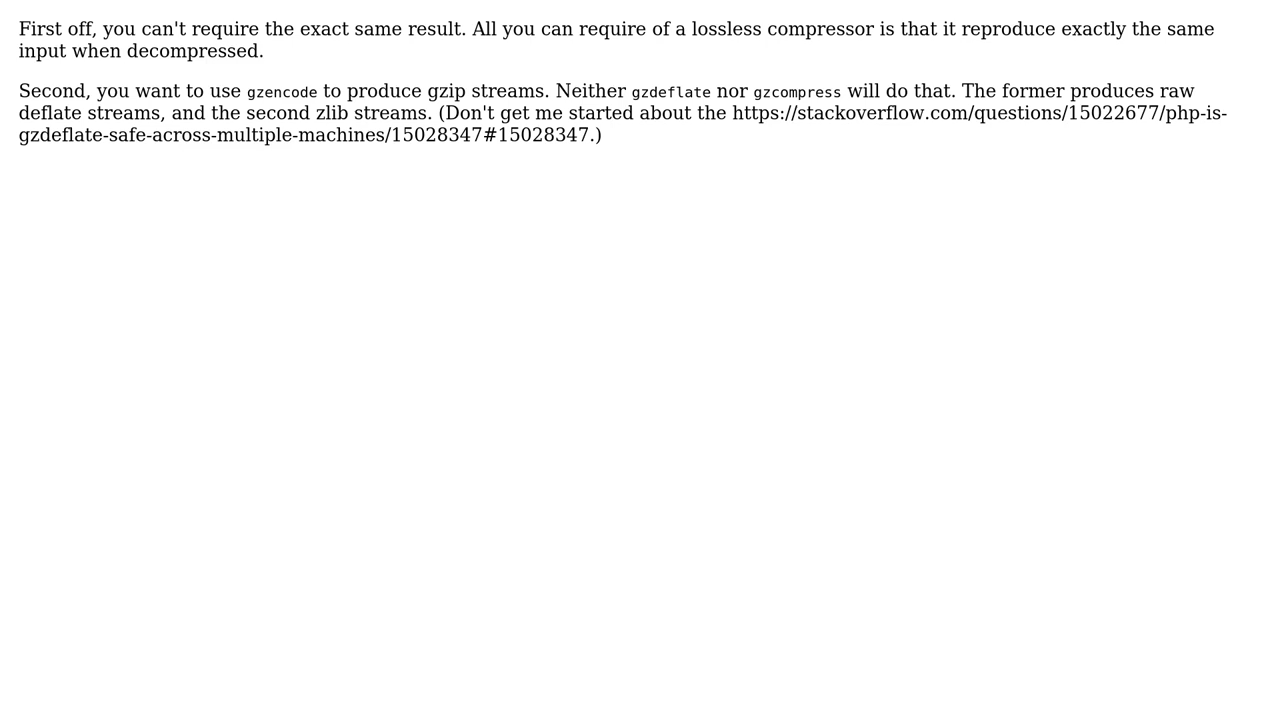 First off, you can't require the exact same result. All you can require of a lossless compressor is that it reproduce exactly the same
input when decompressed.
Second, you want to use gzencode to produce gzip streams. Neither gzdeflate nor gzcompress will do that. The former produces raw
deflate streams, and the second zlib streams. (Don't get me started about the https://stackoverflow.com/questions/15022677/php-is-
gzdeflate-safe-across-multiple-machines/15028347#15028347.)